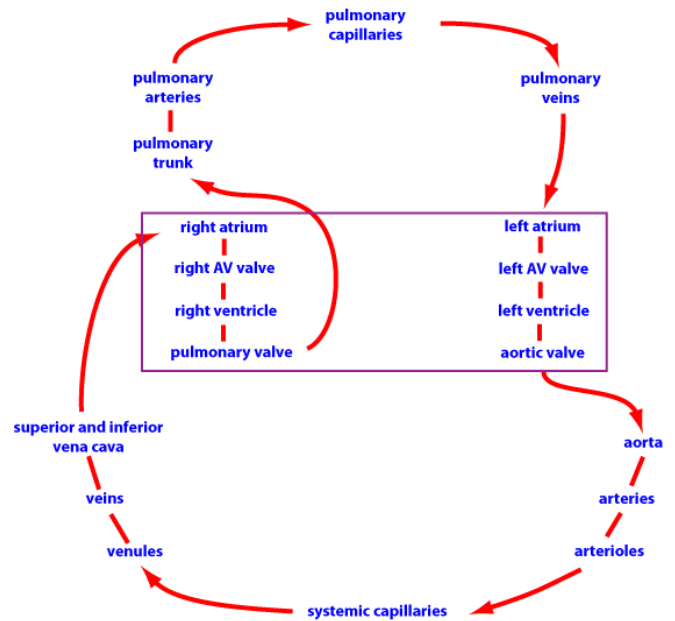 pulmonary
capillaries
pulmonary
arteries
pulmonary
veins
pulmonary
trunk
right atrium
left atrium
right AV valve
left AV valve
right ventricle
left ventricle
pulmonary valve
aortic valve
superior and inferior
vena cava
aorta
veins
arteries
venules
arterioles
systemic capillaries